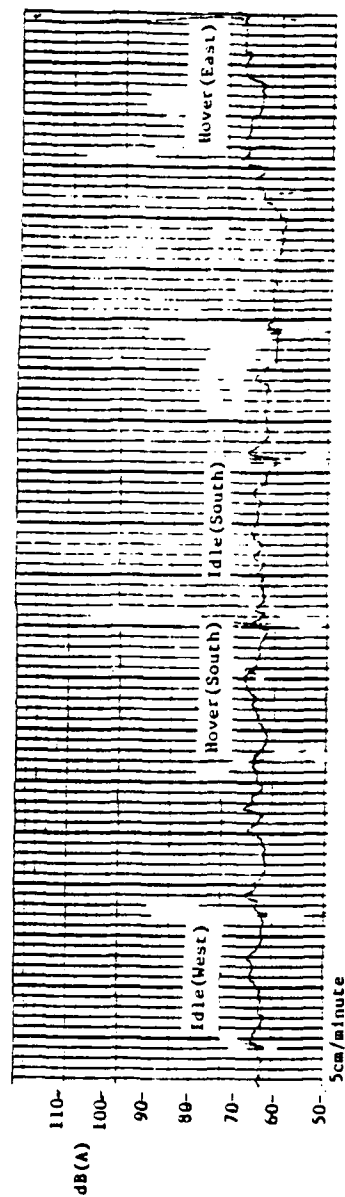 dB(A)
110-
100-
90-
80-
70-
60-
50-
Idle(West)
Hover(South)
Idle(South)
Hover(East)
5cm/minute